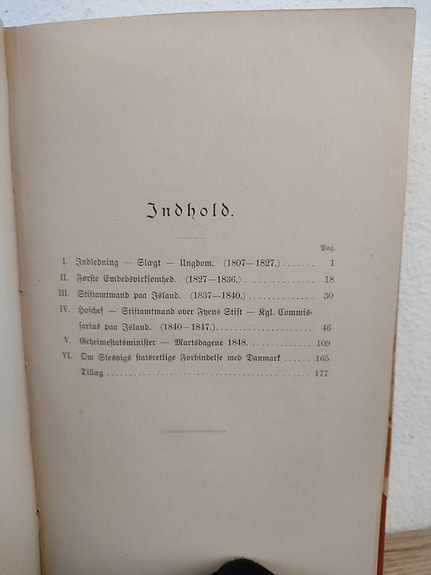 Indhold.
Pag.
I. Indledning — Slægt — Ungdom. (1807—1827.) ....... 1
II. Første Embedsvirksomhed. (1827—1836.) ............ 18
III. Stiftamtmand paa Island. (1837—1840.) ............ 30
IV. Hofchef — Stiftamtmand over Fyens Stift — Kgl. Commis-
sarius paa Island. (1840—1847.) ................ 46
V. Geheimestatsminister — Martsdagene 1848. ............ 109
VI. Om Slesvigs statsretlige Forbindelse med Danmark ...... 165
Tillæg ........................................ 177